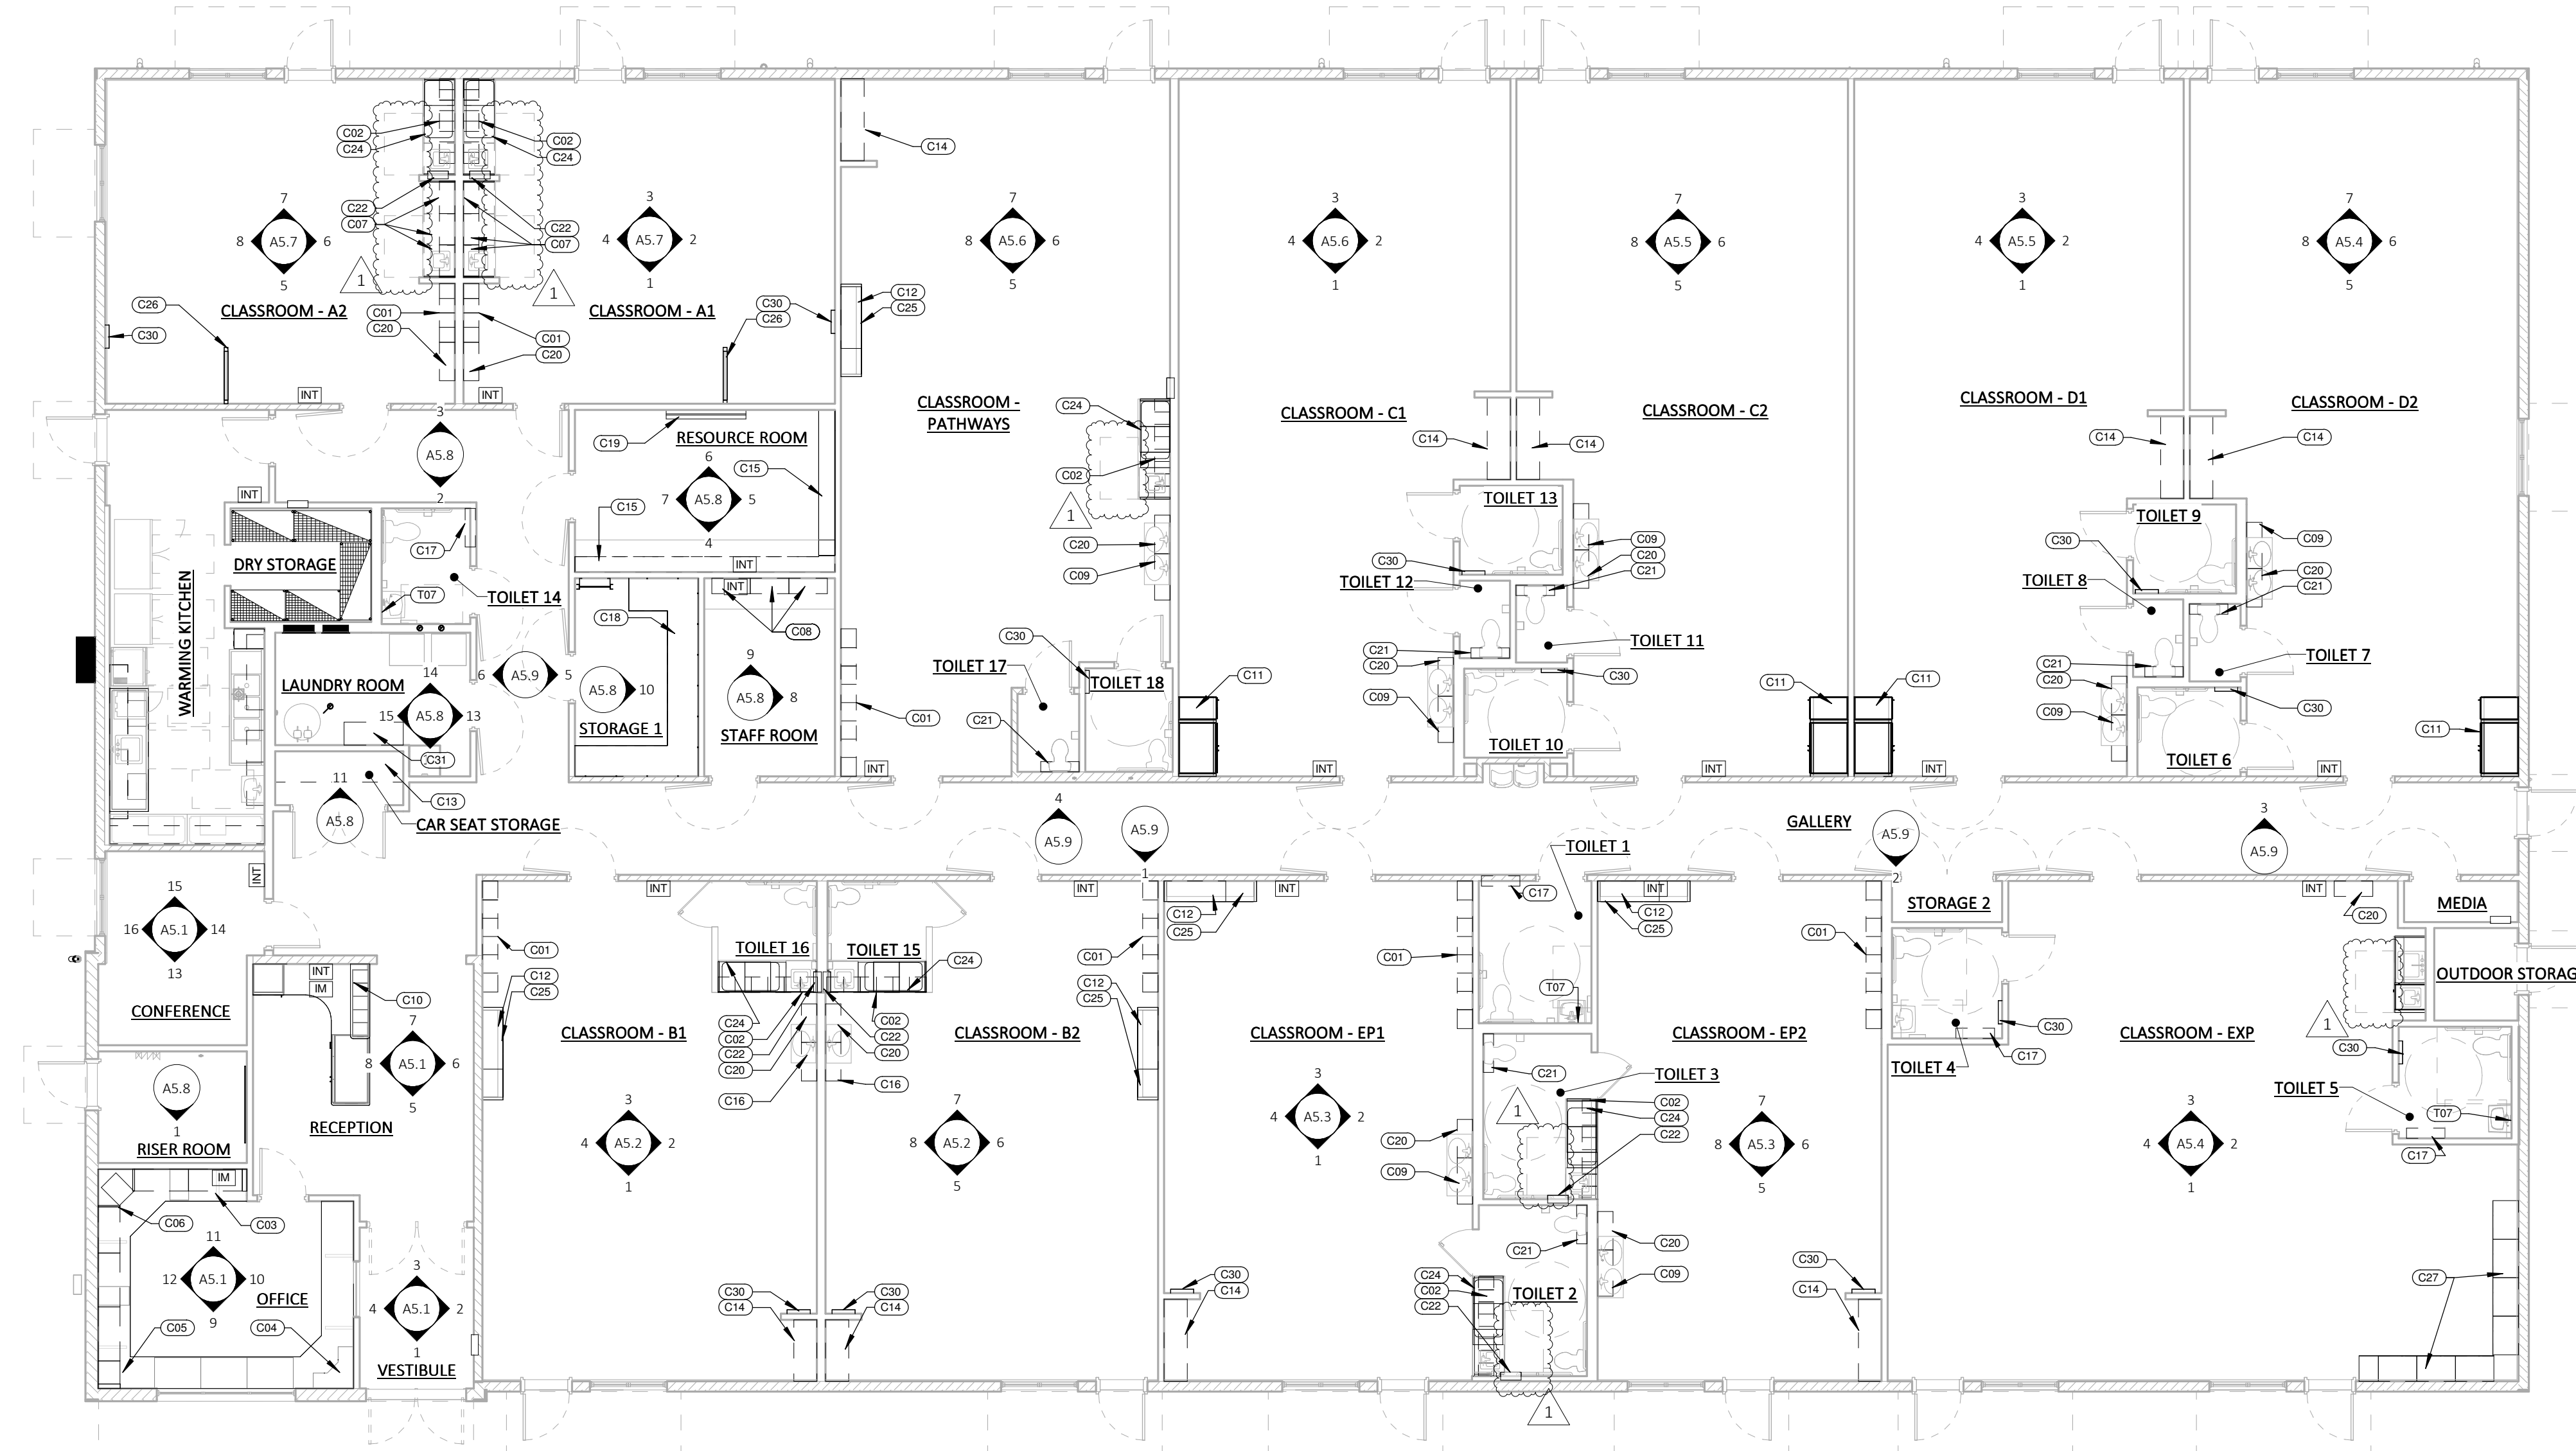 C02
C24
C02
C24
C22
C07
C22
C07
7
8 A5.7 6
5
CLASSROOM - A2
3
4 A5.7 2
1
CLASSROOM - A1
1
1
C26
C30
C01
C20
C01
C20
C30
C26
INT
INT
C14
7
8 A5.6 6
5
C12
C25
CLASSROOM -
PATHWAYS
C24
C02
1
C20
C09
3
4 A5.6 2
1
CLASSROOM - C1
7
8 A5.5 6
5
CLASSROOM - C2
3
4 A5.5 2
1
CLASSROOM - D1
7
8 A5.4 6
5
CLASSROOM - D2
C14
C14
C14
C14
3
A5.8
2
C19
RESOURCE ROOM
6
7 A5.8 5
4
C15
C15
INT
INT
DRY STORAGE
C17
T07
TOILET 14
WARMING KITCHEN
INT
C18
C08
TOILET 13
C30
TOILET 12
C09
C20
C21
TOILET 11
C21
C20
C09
C30
TOILET 10
TOILET 9
C30
TOILET 8
C09
C20
C21
TOILET 7
C21
C20
C09
C30
TOILET 6
LAUNDRY ROOM
14
15 A5.8 13
6 A5.9 5
A5.8 10
STORAGE 1
9
A5.8 8
STAFF ROOM
C01
C30
TOILET 17
TOILET 18
C21
C11
C11
C11
C11
C31
C13
11
A5.8
CAR SEAT STORAGE
INT
INT
INT
INT
INT
4
A5.9
A5.9
1
GALLERY
A5.9
2
3
A5.9
INT
15
16 A5.1 14
13
CONFERENCE
INT
IM
C10
7
8 A5.1 6
5
RECEPTION
A5.8
1
RISER ROOM
IM
C06
C03
11
12 A5.1 10
9
OFFICE
C05
C04
3
4 A5.1 2
1
VESTIBULE
INT
C01
C12
C25
CLASSROOM - B1
TOILET 16
TOILET 15
C24
C24
C02
C22
C20
C16
C02
C22
C20
C16
3
4 A5.2 2
1
C30
C14
C30
C14
INT
C01
C12
C25
CLASSROOM - B2
7
8 A5.2 6
5
INT
C12
C25
CLASSROOM - EP1
3
4 A5.3 2
1
C30
C14
C01
C20
C09
TOILET 1
C17
T07
C21
TOILET 3
1
C02
C24
C22
C21
TOILET 2
C24
C02
C22
1
INT
C12
C25
CLASSROOM - EP2
7
8 A5.3 6
5
C20
C09
C01
C30
C14
STORAGE 2
C30
C17
TOILET 4
CLASSROOM - EXP
3
4 A5.4 2
1
INT
C20
MEDIA
OUTDOOR STORAG
1
C30
TOILET 5
T07
C17
C27